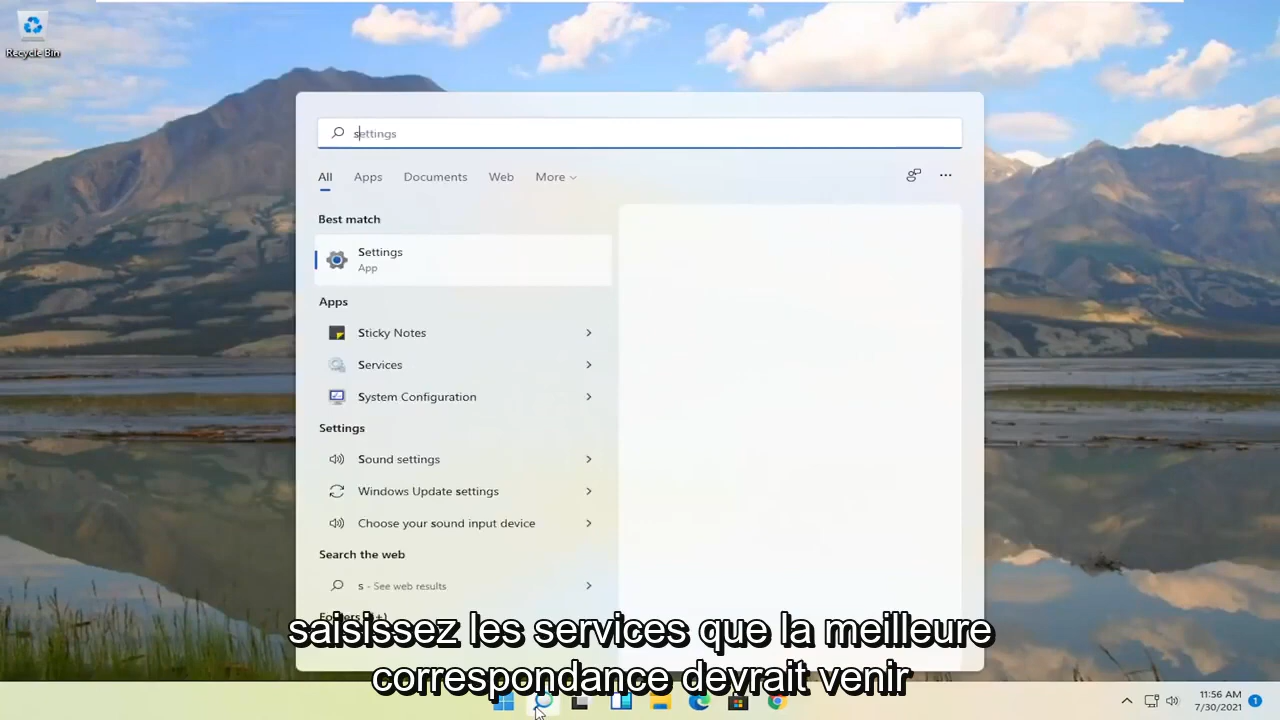 Recycle Bin
settings
All Apps Documents Web More
Best match
Settings
App
Apps
Sticky Notes
Services
System Configuration
Settings
Sound settings
Windows Update settings
Choose your sound input device
Search the web
s - See web results
saisissez les services que la meilleure
correspondance devrait venir
11:56 AM
7/30/2021
1